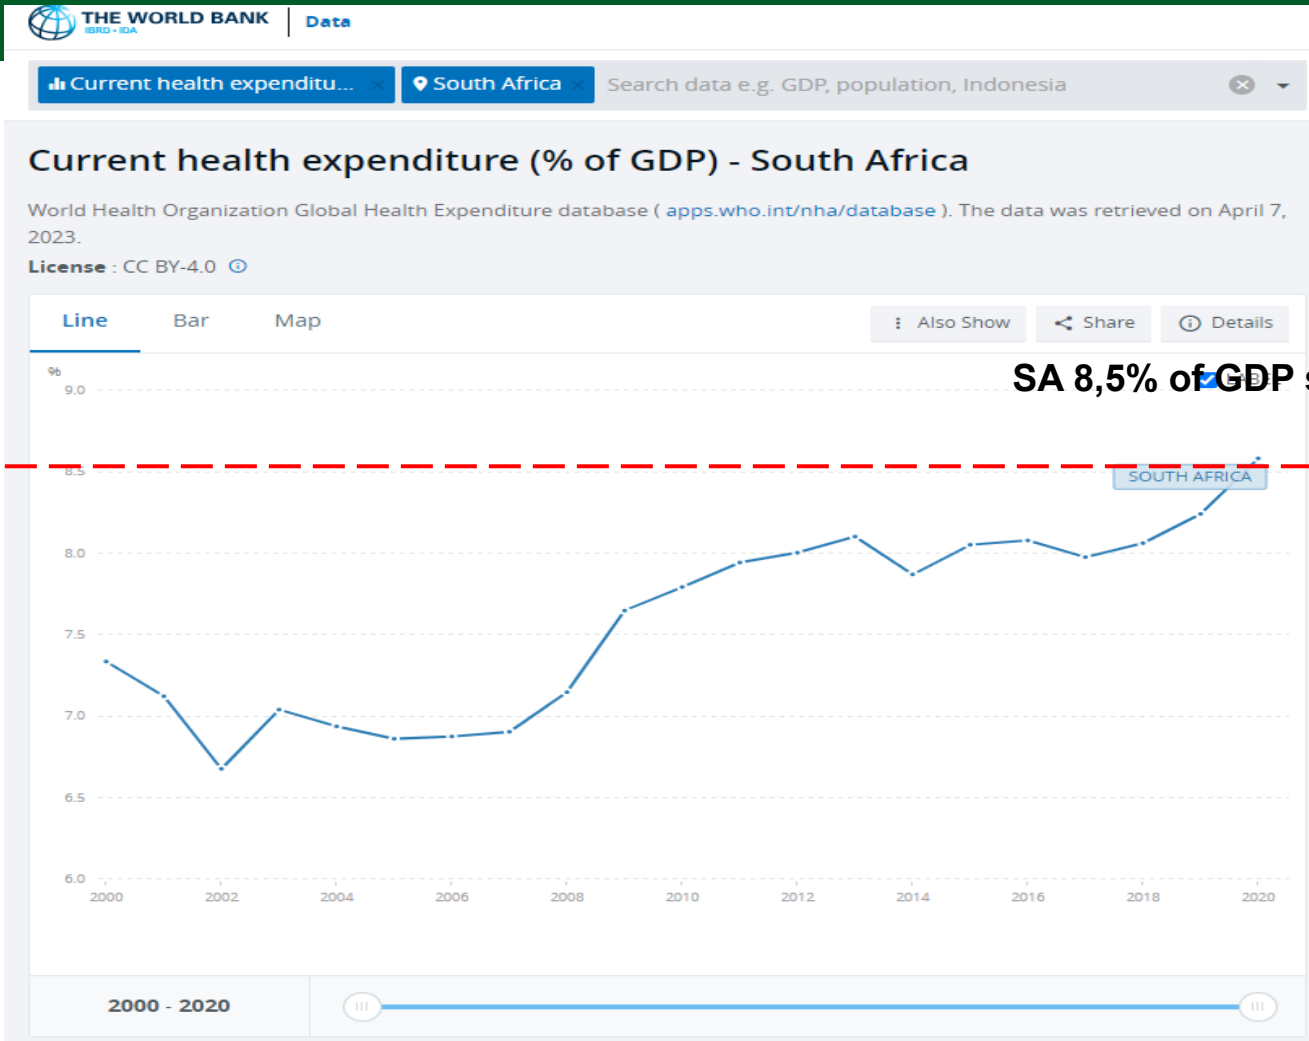 THE WORLD BANK
IBRD • IDA
Data
Current health expenditu... ×
South Africa ×
Search data e.g. GDP, population, Indonesia
Current health expenditure (% of GDP) - South Africa
World Health Organization Global Health Expenditure database ( apps.who.int/nha/database ). The data was retrieved on April 7,
2023.
License : CC BY-4.0
Line
Bar
Map
Also Show
Share
Details
%
SA 8,5% of GDP s
LABEL
9.0
8.5
SOUTH AFRICA
8.0
7.5
7.0
6.5
6.0
2000 2002 2004 2006 2008 2010 2012 2014 2016 2018 2020
2000 - 2020